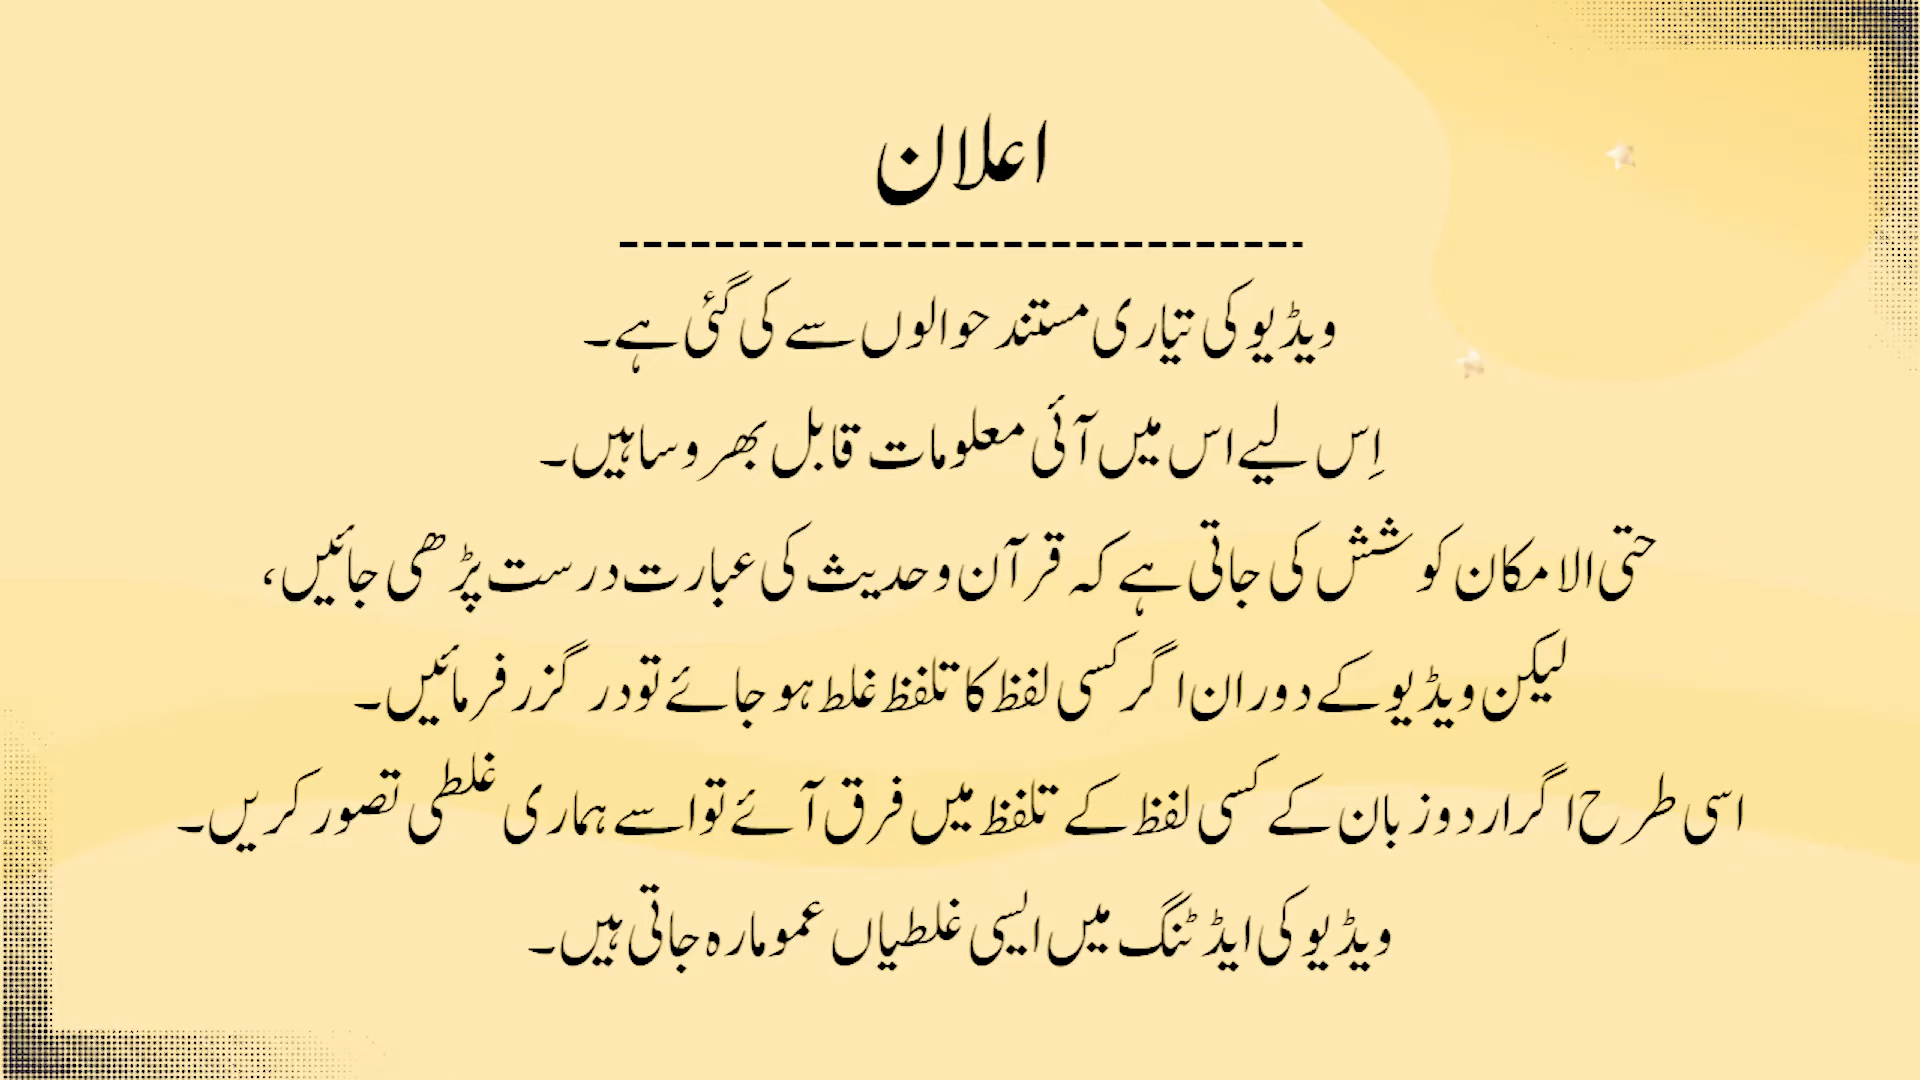 اعلان
----------------------------
ویڈیو کی تیّاری مستند حوالوں سے کی گئی ہے۔
اِس لیے اس میں آئی معلومات قابل بھروسا ہیں۔
حتی الامکان کوشش کی جاتی ہے کہ قرآن و حدیث کی عبارت درست پڑھی جائیں،
لیکن ویڈیو کے دوران اگر کسی لفظ کا تلفظ غلط ہو جائے تو درگزر فرمائیں۔
اسی طرح اگر اردو زبان کے کسی لفظ کے تلفظ میں فرق آئے تو اسے ہماری غلطی تصور کریں۔
ویڈیو کی ایڈٹنگ میں ایسی غلطیاں عموما رہ جاتی ہیں۔